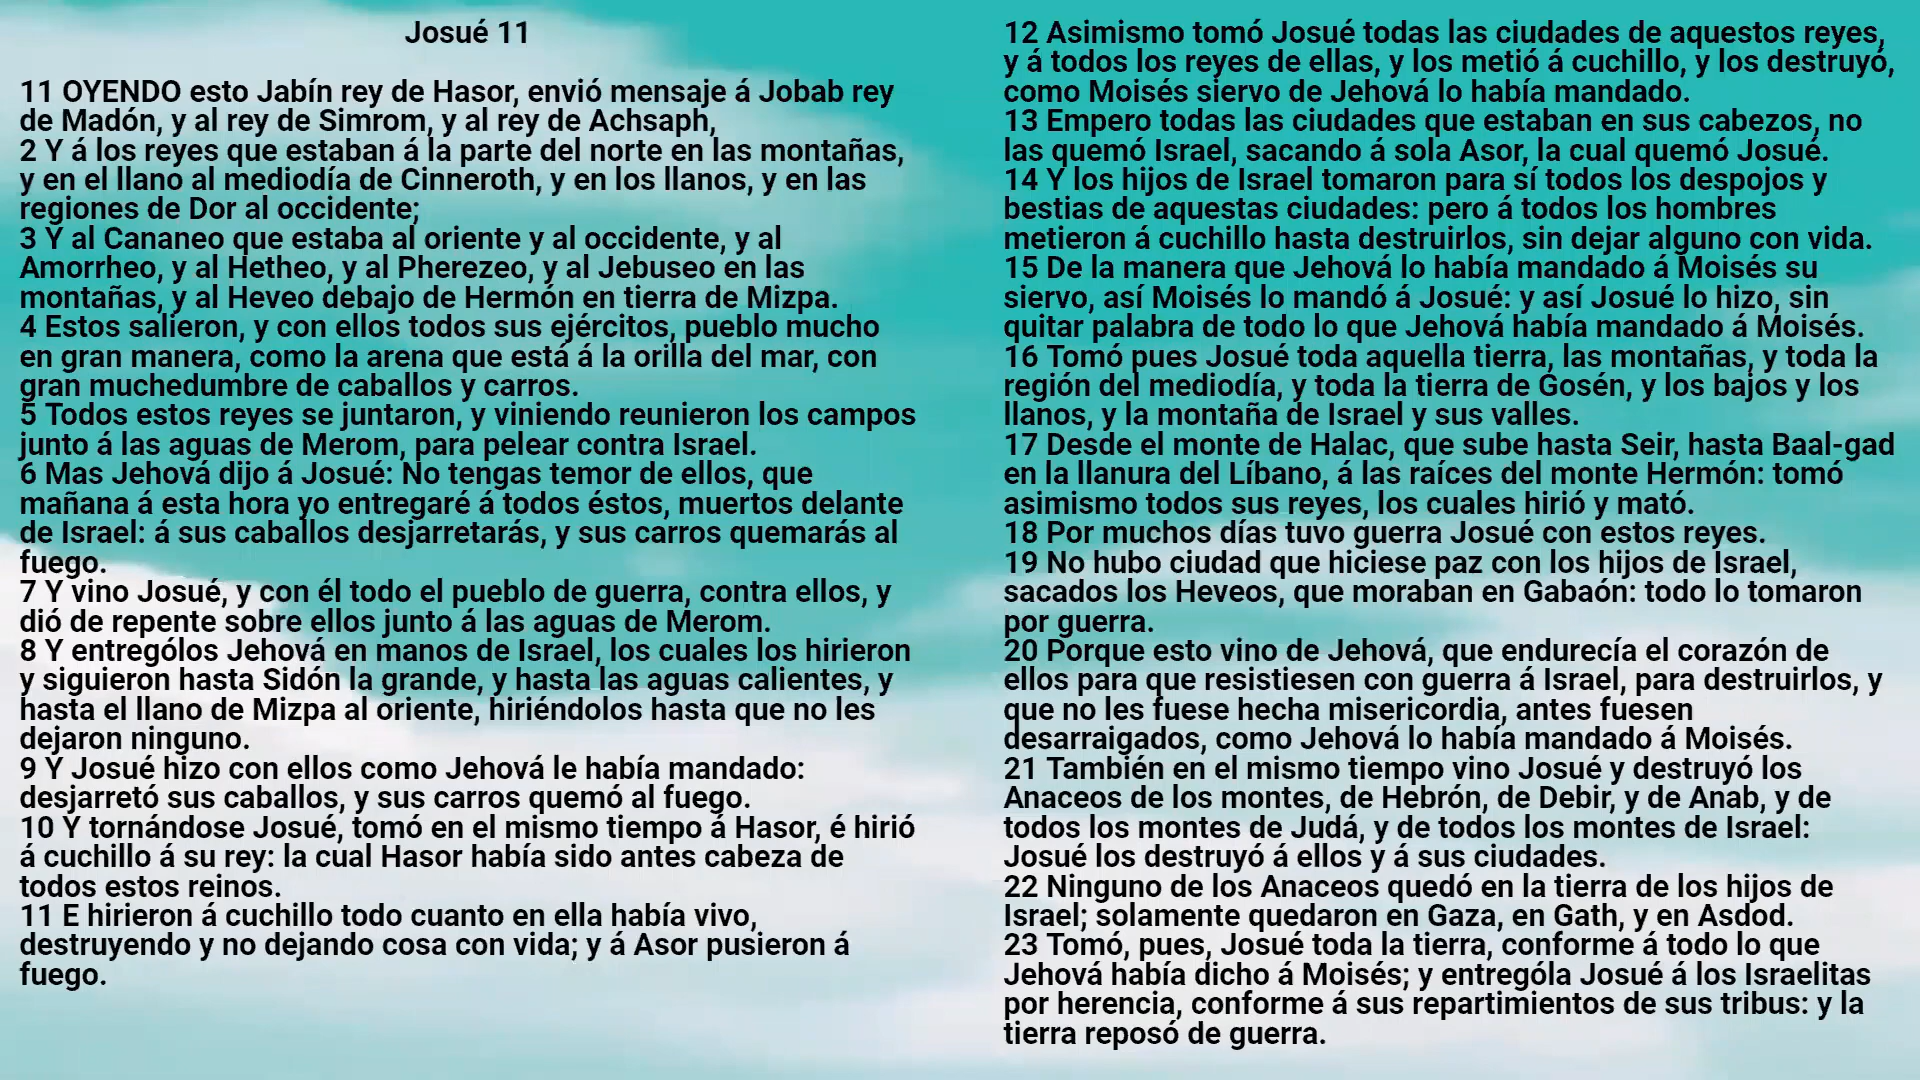 Josué 11
11 OYENDO esto Jabín rey de Hasor, envió mensaje á Jobab rey
de Madón, y al rey de Simrom, y al rey de Achsaph,
2 Y á los reyes que estaban á la parte del norte en las montañas,
y en el llano al mediodía de Cinneroth, y en los llanos, y en las
regiones de Dor al occidente;
3 Y al Cananeo que estaba al oriente y al occidente, y al
Amorrheo, y al Hetheo, y al Pherezeo, y al Jebuseo en las
montañas, y al Heveo debajo de Hermón en tierra de Mizpa.
4 Estos salieron, y con ellos todos sus ejércitos, pueblo mucho
en gran manera, como la arena que está á la orilla del mar, con
gran muchedumbre de caballos y carros.
5 Todos estos reyes se juntaron, y viniendo reunieron los campos
junto á las aguas de Merom, para pelear contra Israel.
6 Mas Jehová dijo á Josué: No tengas temor de ellos, que
mañana á esta hora yo entregaré á todos éstos, muertos delante
de Israel: á sus caballos desjarretarás, y sus carros quemarás al
fuego.
7 Y vino Josué, y con él todo el pueblo de guerra, contra ellos, y
dió de repente sobre ellos junto á las aguas de Merom.
8 Y entrególos Jehová en manos de Israel, los cuales los hirieron
y siguieron hasta Sidón la grande, y hasta las aguas calientes, y
hasta el llano de Mizpa al oriente, hiriéndolos hasta que no les
dejaron ninguno.
9 Y Josué hizo con ellos como Jehová le había mandado:
desjarretó sus caballos, y sus carros quemó al fuego.
10 Y tornándose Josué, tomó en el mismo tiempo á Hasor, é hirió
á cuchillo á su rey: la cual Hasor había sido antes cabeza de
todos estos reinos.
11 E hirieron á cuchillo todo cuanto en ella había vivo,
destruyendo y no dejando cosa con vida; y á Asor pusieron á
fuego.
12 Asimismo tomó Josué todas las ciudades de aquestos reyes,
y á todos los reyes de ellas, y los metió á cuchillo, y los destruyó,
como Moisés siervo de Jehová lo había mandado.
13 Empero todas las ciudades que estaban en sus cabezos, no
las quemó Israel, sacando á sola Asor, la cual quemó Josué.
14 Y los hijos de Israel tomaron para sí todos los despojos y
bestias de aquestas ciudades: pero á todos los hombres
metieron á cuchillo hasta destruirlos, sin dejar alguno con vida.
15 De la manera que Jehová lo había mandado á Moisés su
siervo, así Moisés lo mandó á Josué: y así Josué lo hizo, sin
quitar palabra de todo lo que Jehová había mandado á Moisés.
16 Tomó pues Josué toda aquella tierra, las montañas, y toda la
región del mediodía, y toda la tierra de Gosén, y los bajos y los
llanos, y la montaña de Israel y sus valles.
17 Desde el monte de Halac, que sube hasta Seir, hasta Baal-gad
en la llanura del Líbano, á las raíces del monte Hermón: tomó
asimismo todos sus reyes, los cuales hirió y mató.
18 Por muchos días tuvo guerra Josué con estos reyes.
19 No hubo ciudad que hiciese paz con los hijos de Israel,
sacados los Heveos, que moraban en Gabaón: todo lo tomaron
por guerra.
20 Porque esto vino de Jehová, que endurecía el corazón de
ellos para que resistiesen con guerra á Israel, para destruirlos, y
que no les fuese hecha misericordia, antes fuesen
desarraigados, como Jehová lo había mandado á Moisés.
21 También en el mismo tiempo vino Josué y destruyó los
Anaceos de los montes, de Hebrón, de Debir, y de Anab, y de
todos los montes de Judá, y de todos los montes de Israel:
Josué los destruyó á ellos y á sus ciudades.
22 Ninguno de los Anaceos quedó en la tierra de los hijos de
Israel; solamente quedaron en Gaza, en Gath, y en Asdod.
23 Tomó, pues, Josué toda la tierra, conforme á todo lo que
Jehová había dicho á Moisés; y entrególa Josué á los Israelitas
por herencia, conforme á sus repartimientos de sus tribus: y la
tierra reposó de guerra.